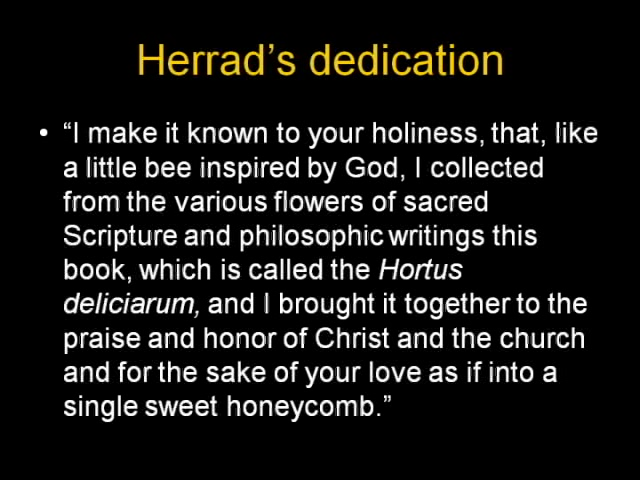 Herrad’s dedication
• “I make it known to your holiness, that, like
a little bee inspired by God, I collected
from the various flowers of sacred
Scripture and philosophic writings this
book, which is called the Hortus
deliciarum, and I brought it together to the
praise and honor of Christ and the church
and for the sake of your love as if into a
single sweet honeycomb.”